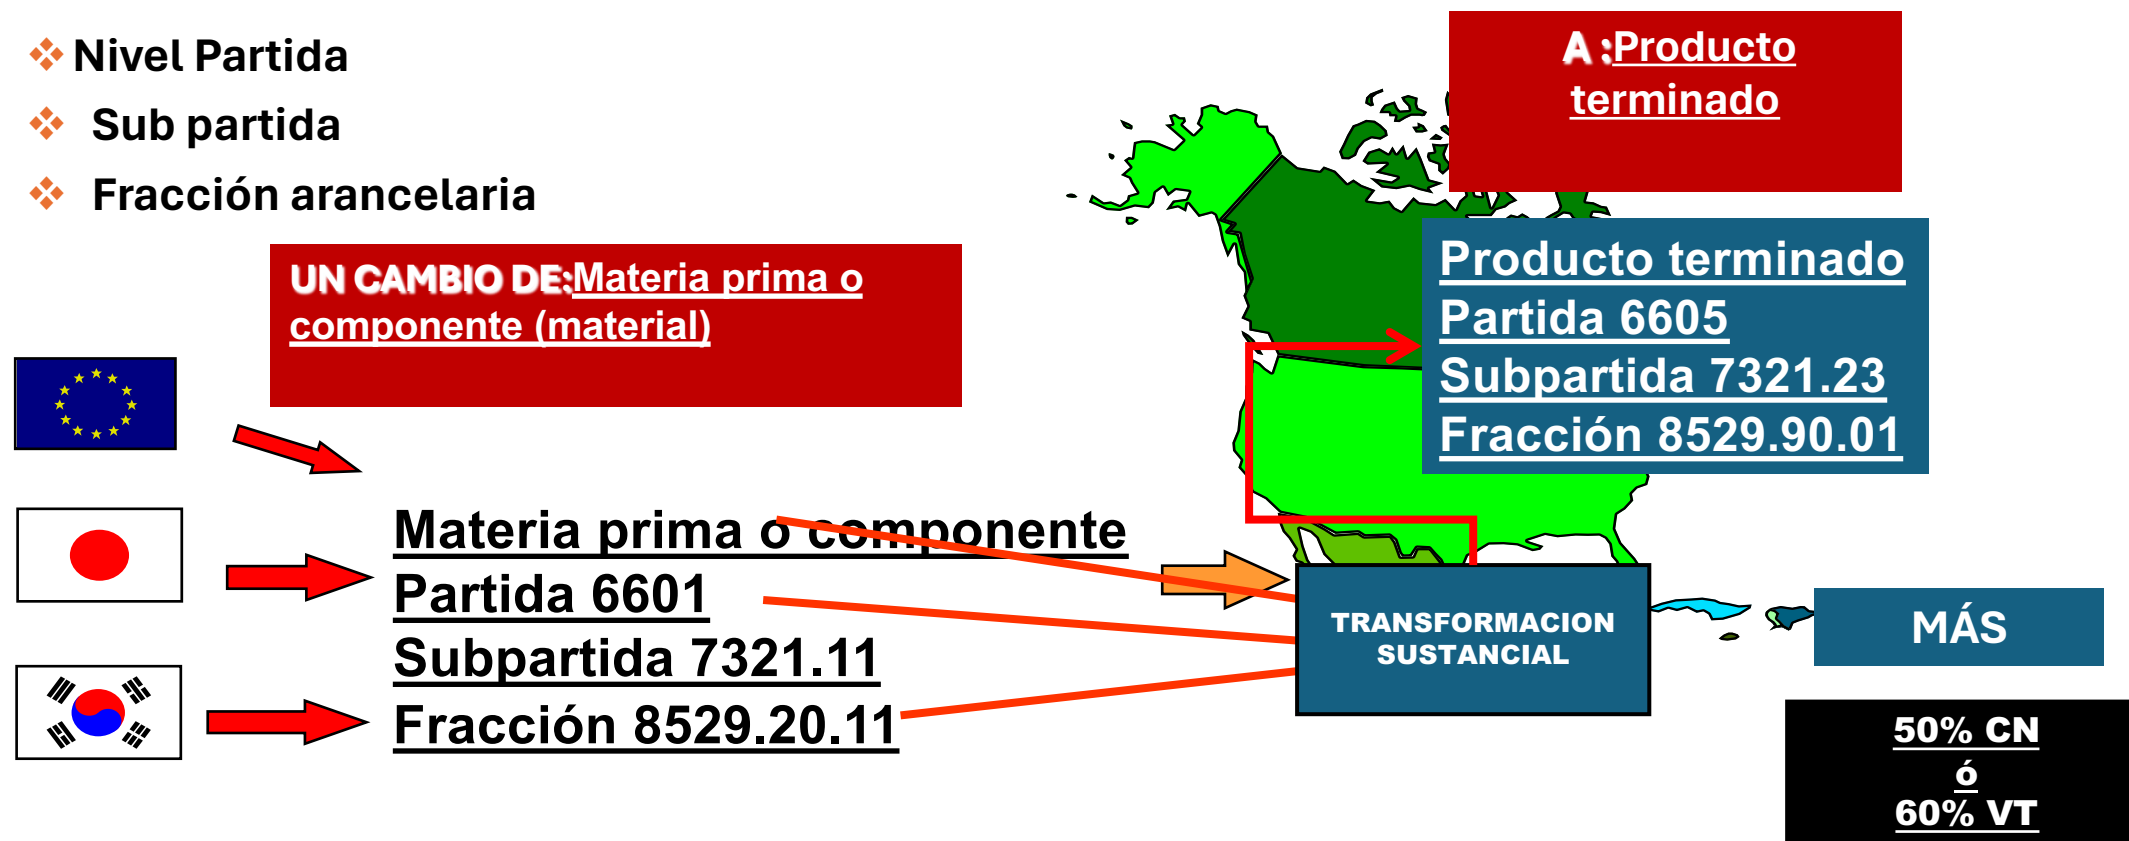 Nivel Partida
Sub partida
Fracción arancelaria
A :Producto
terminado
UN CAMBIO DE:Materia prima o
componente (material)
Producto terminado
Partida 6605
Subpartida 7321.23
Fracción 8529.90.01
Materia prima o componente
Partida 6601
Subpartida 7321.11
Fracción 8529.20.11
TRANSFORMACION
SUSTANCIAL
MÁS
50% CN
ó
60% VT